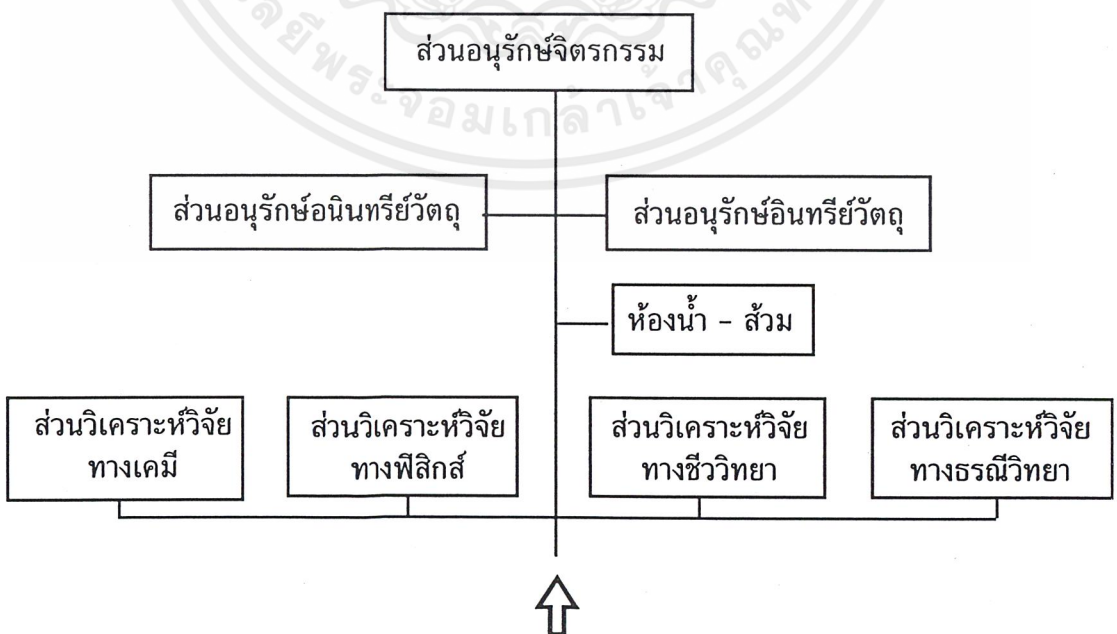 ส่วนอนุรักษ์จิตรกรรม
ส่วนอนุรักษ์อนินทรีย์วัตถุ
ส่วนอนุรักษ์อินทรีย์วัตถุ
ห้องน้ำ - ส้วม
ส่วนวิเคราะห์วิจัย
ทางเคมี
ส่วนวิเคราะห์วิจัย
ทางฟิสิกส์
ส่วนวิเคราะห์วิจัย
ทางชีววิทยา
ส่วนวิเคราะห์วิจัย
ทางธรณีวิทยา